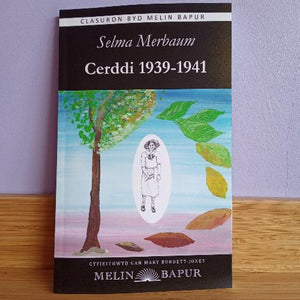 CLASURON BYD MELIN BAPUR
Selma Merbaum
Cerddi 1939-1941
CYFIEITHWYD GAN MARY BURDETT-JONES
MELIN BAPUR